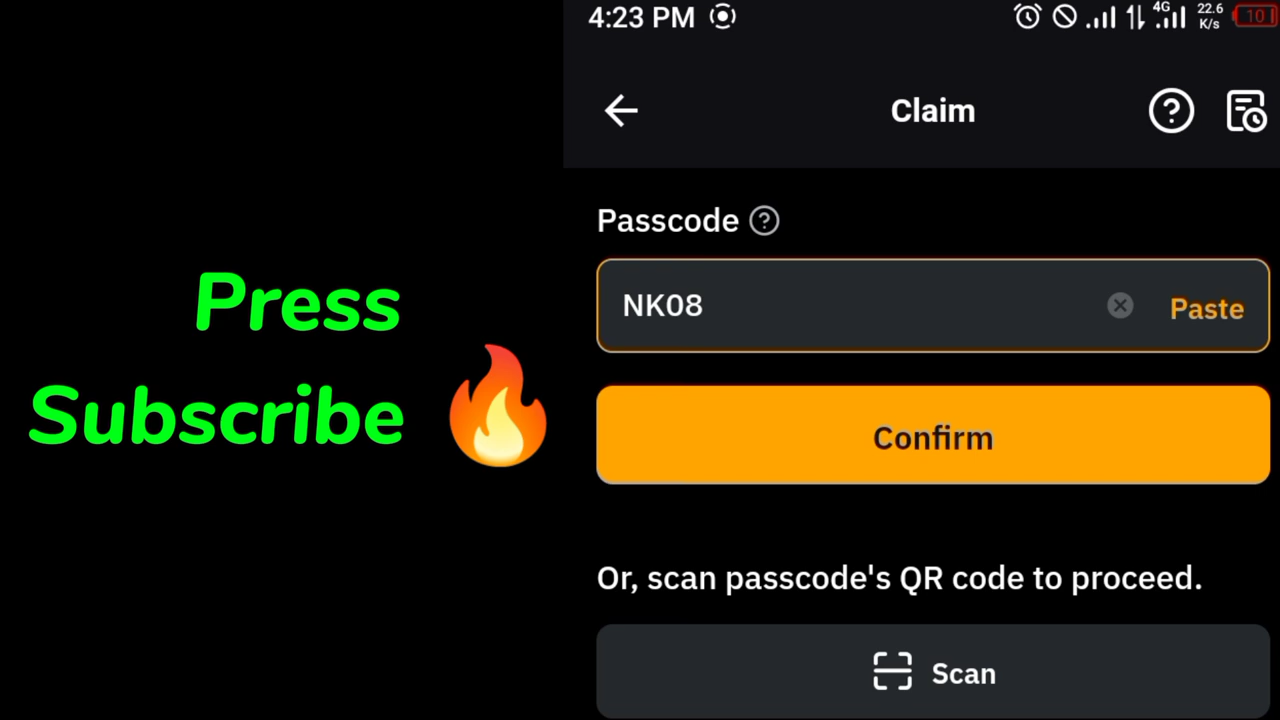 4:23 PM 4G 22.6 K/s 10
Claim
Passcode
NK08 Paste
Confirm
Or, scan passcode's QR code to proceed.
Scan
Press
Subscribe